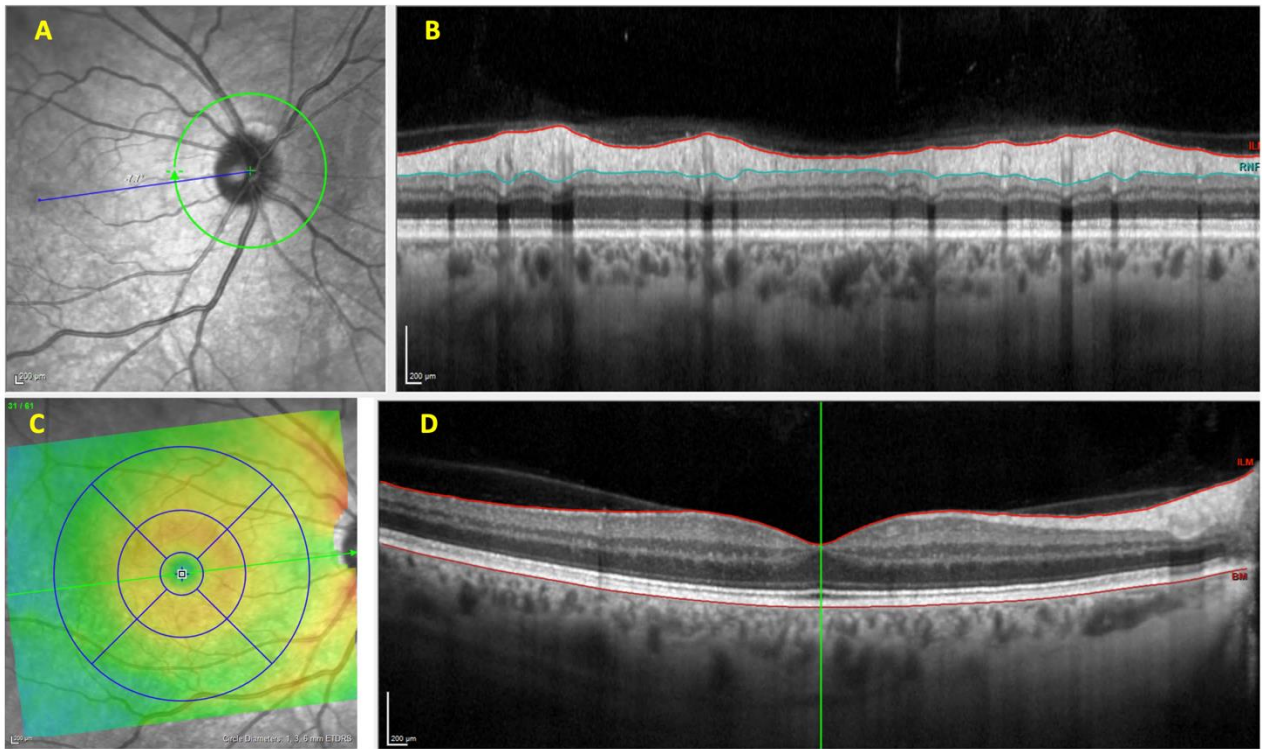 A
B
ILM
RNF
200 µm
200 µm
31 / 61
C
D
ILM
BM
200 µm
Circle Diameters: 1, 3, 6 mm ETDRS
200 µm